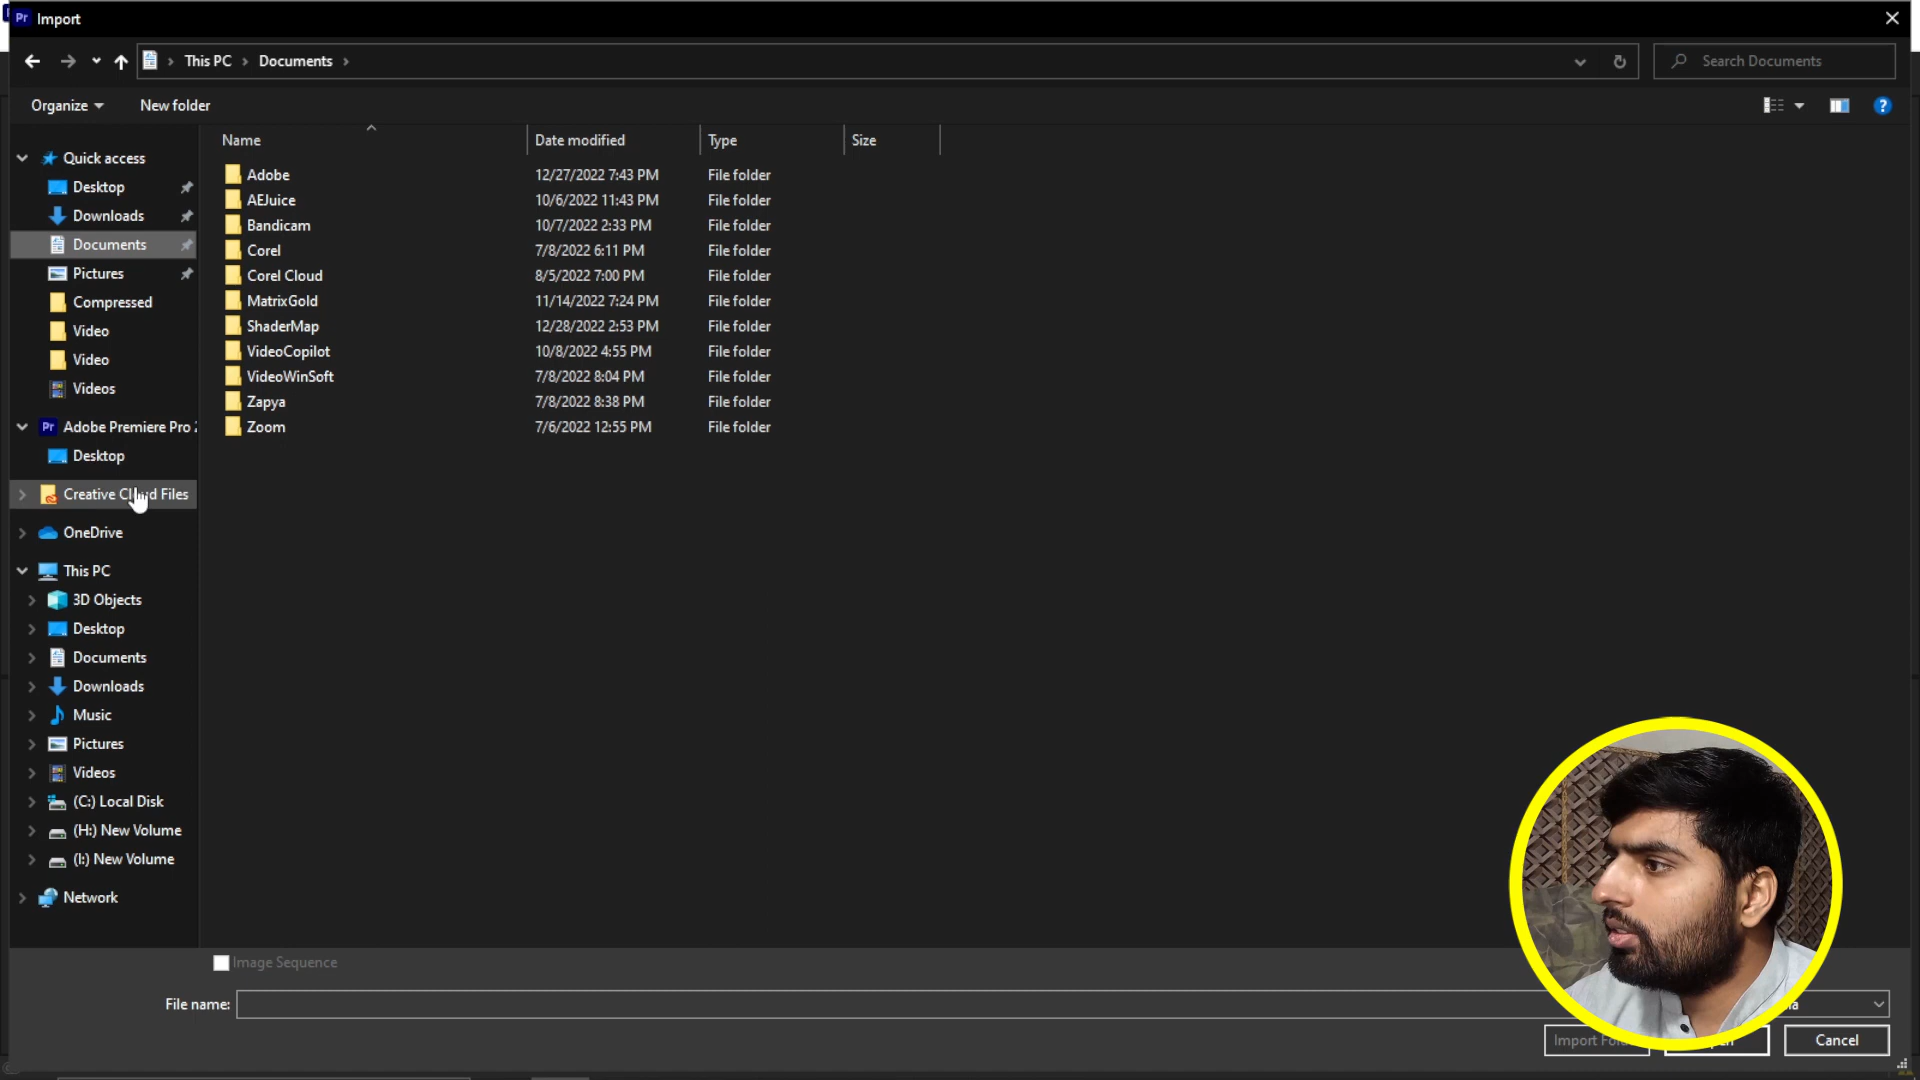 Pr Import
This PC Documents
Search Documents
Organize New folder
Name Date modified Type Size
Quick access
Desktop
Downloads
Documents
Pictures
Compressed
Video
Video
Videos
Pr Adobe Premiere Pro
Desktop
Creative Cloud Files
OneDrive
This PC
3D Objects
Desktop
Documents
Downloads
Music
Pictures
Videos
(C:) Local Disk
(H:) New Volume
(I:) New Volume
Network
Adobe 12/27/2022 7:43 PM File folder
AEJuice 10/6/2022 11:43 PM File folder
Bandicam 10/7/2022 2:33 PM File folder
Corel 7/8/2022 6:11 PM File folder
Corel Cloud 8/5/2022 7:00 PM File folder
MatrixGold 11/14/2022 7:24 PM File folder
ShaderMap 12/28/2022 2:53 PM File folder
VideoCopilot 10/8/2022 4:55 PM File folder
VideoWinSoft 7/8/2022 8:04 PM File folder
Zapya 7/8/2022 8:38 PM File folder
Zoom 7/6/2022 12:55 PM File folder
Image Sequence
File name:
Import Cancel